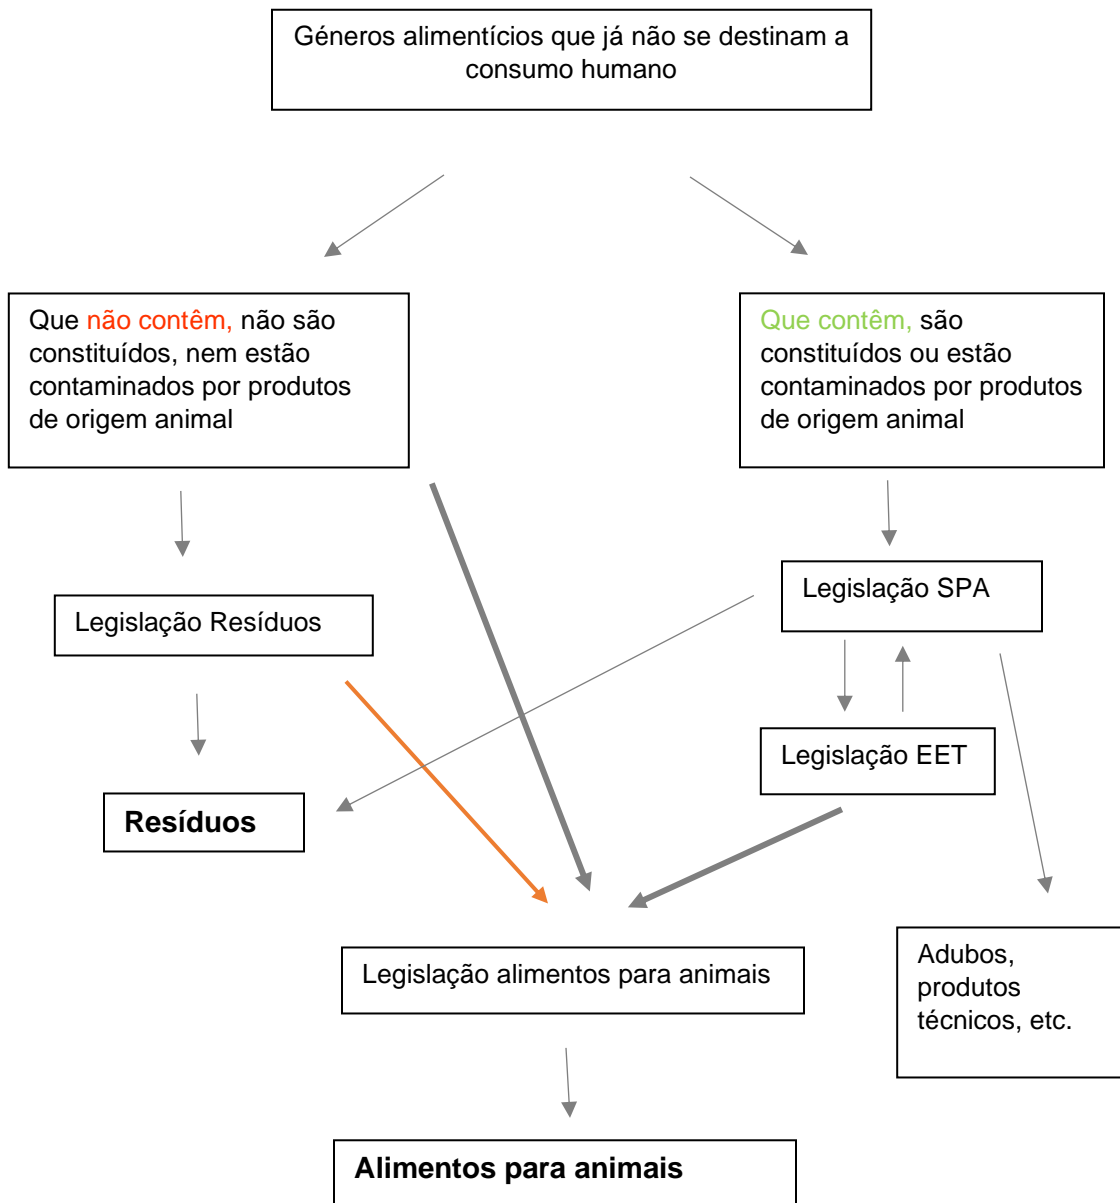 Géneros alimentícios que já não se destinam a
consumo humano
Que não contêm, não são
constituídos, nem estão
contaminados por produtos
de origem animal
Que contêm, são
constituídos ou estão
contaminados por produtos
de origem animal
Legislação SPA
Legislação Resíduos
Legislação EET
Resíduos
Legislação alimentos para animais
Adubos,
produtos
técnicos, etc.
Alimentos para animais